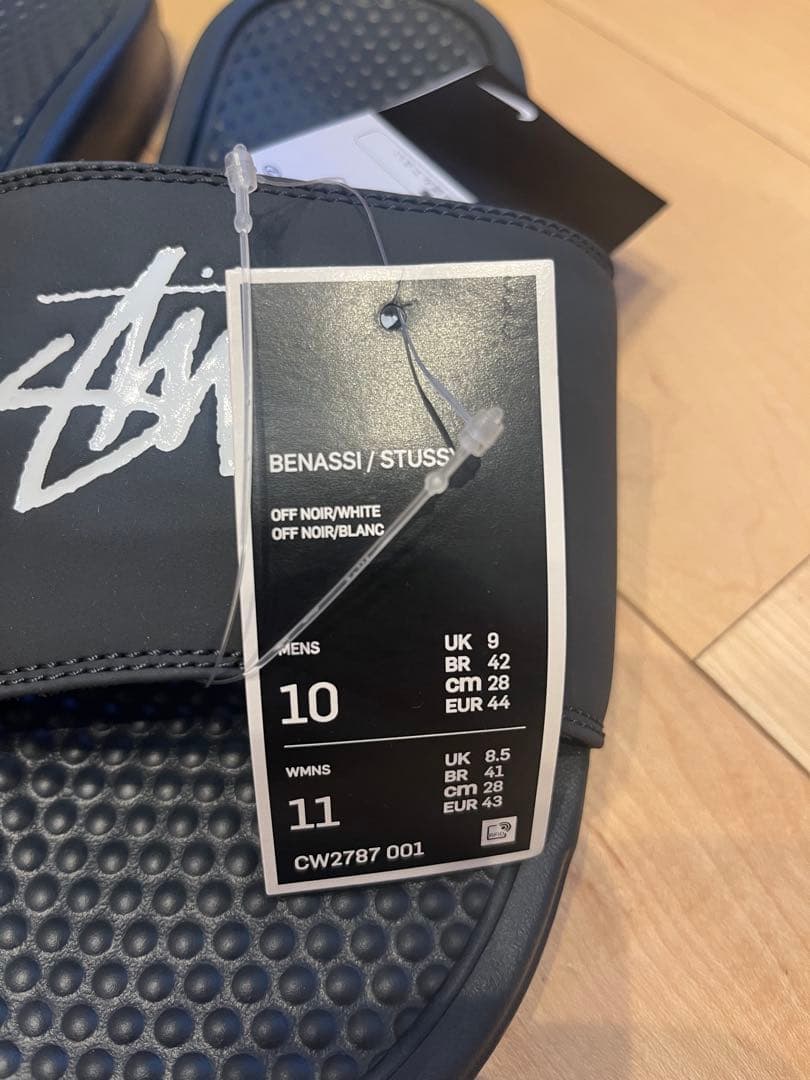 BENASSI / STUSSY
OFF NOIR/WHITE
OFF NOIR/BLANC
MENS
10
UK 9
BR 42
cm 28
EUR 44
WMNS
11
UK 8.5
BR 41
cm 28
EUR 43
CW2787 001